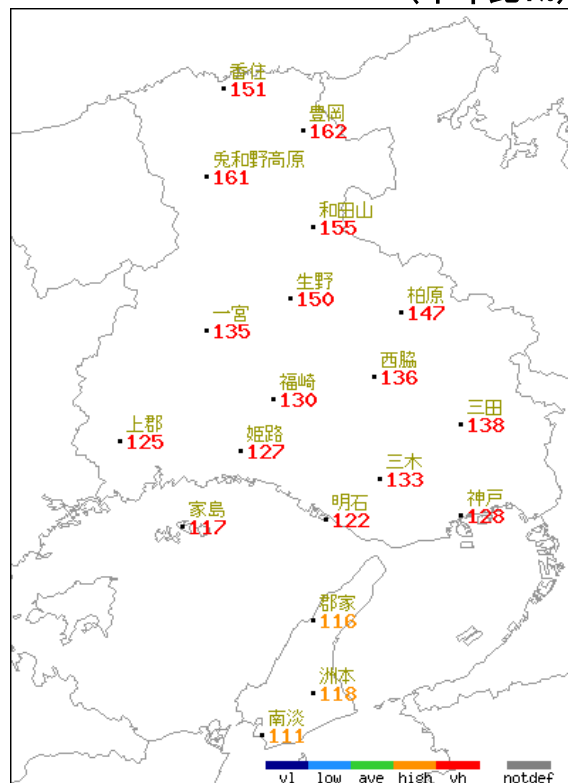 香住
151
豊岡
162
兎和野高原
161
和田山
155
生野
150
柏原
147
一宮
135
西脇
136
福崎
130
三田
138
上郡
125
姫路
127
三木
133
家島
117
明石
122
神戸
128
郡家
116
洲本
118
南淡
111
vl low ave high vh notdef